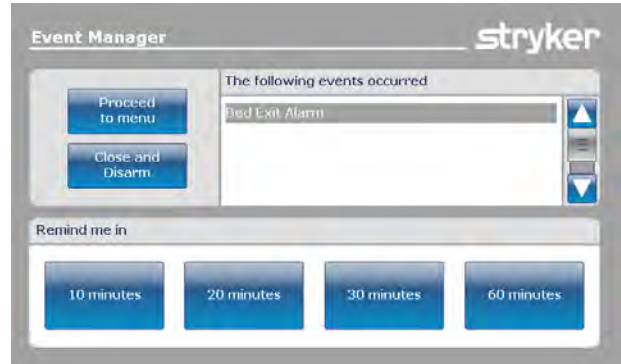 Event Manager
stryker
The following events occurred
Proceed
to menu
Bed Exit Alarm
Close and
Disarm
Remind me in
10 minutes
20 minutes
30 minutes
60 minutes